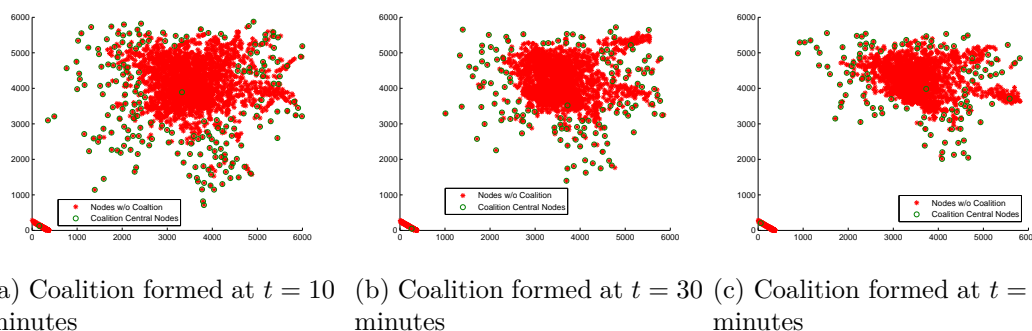 6000
5000
4000
3000
2000
1000
0
0 1000 2000 3000 4000 5000 6000
Nodes w/o Coaltion
Coalition Central Nodes
6000
5000
4000
3000
2000
1000
0
0 1000 2000 3000 4000 5000 6000
Nodes w/o Coalition
Coalition Central Nodes
6000
5000
4000
3000
2000
1000
0
0 1000 2000 3000 4000 5000
Nodes w/o Coalition
Coalition Central Nodes
a) Coalition formed at t = 10
minutes
(b) Coalition formed at t = 30
minutes
(c) Coalition formed at t =
minutes